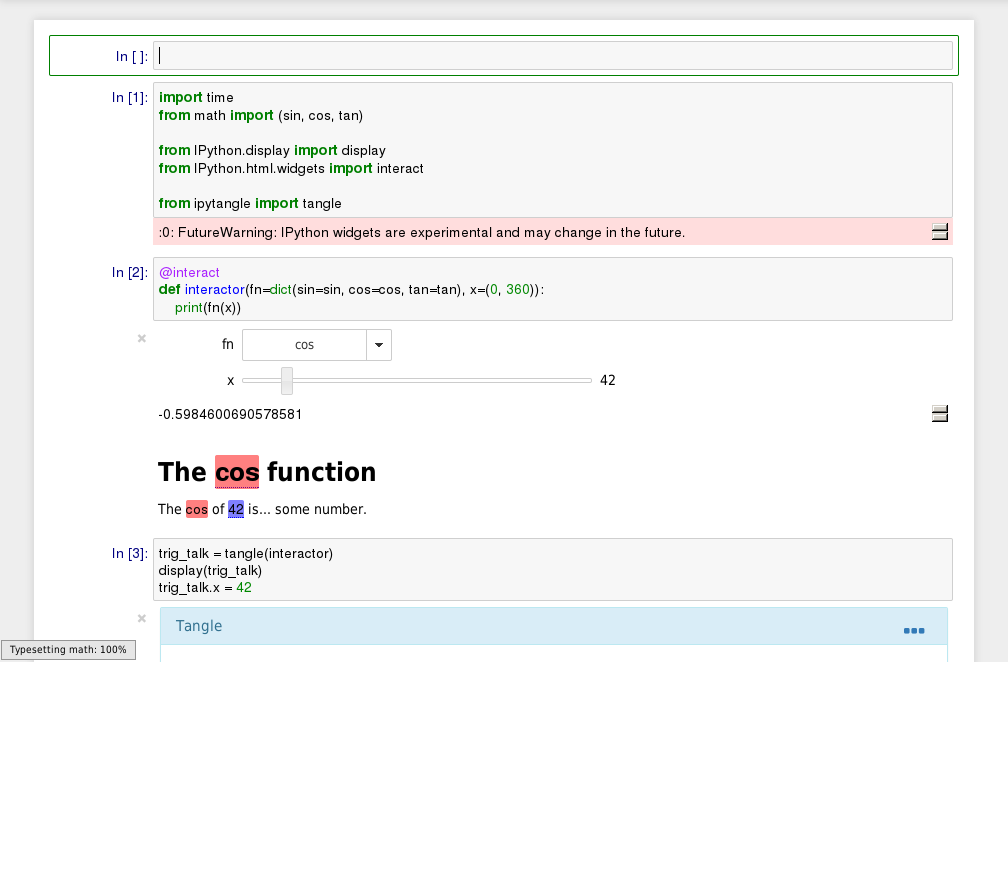 In [ ]:
In [1]:
import time
from math import (sin, cos, tan)
from IPython.display import display
from IPython.html.widgets import interact
from ipytangle import tangle
:0: FutureWarning: IPython widgets are experimental and may change in the future.
In [2]:
@interact
def interactor(fn=dict(sin=sin, cos=cos, tan=tan), x=(0, 360)):
print(fn(x))
fn cos
x 42
-0.5984600690578581
The cos function
The cos of 42 is... some number.
In [3]:
trig_talk = tangle(interactor)
display(trig_talk)
trig_talk.x = 42
Tangle
Typesetting math: 100%